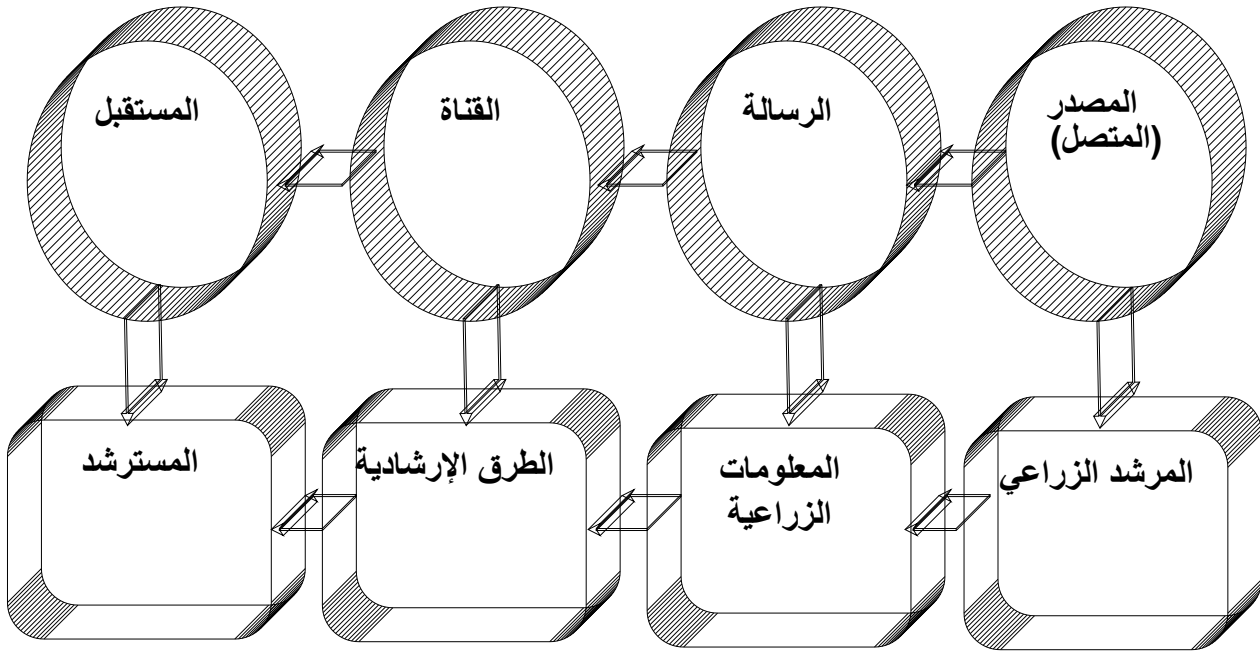 المصدر
(المتصل)
الرسالة
القناة
المستقبل
المرشد الزراعي
المعلومات
الزراعية
الطرق الإرشادية
المسترشد